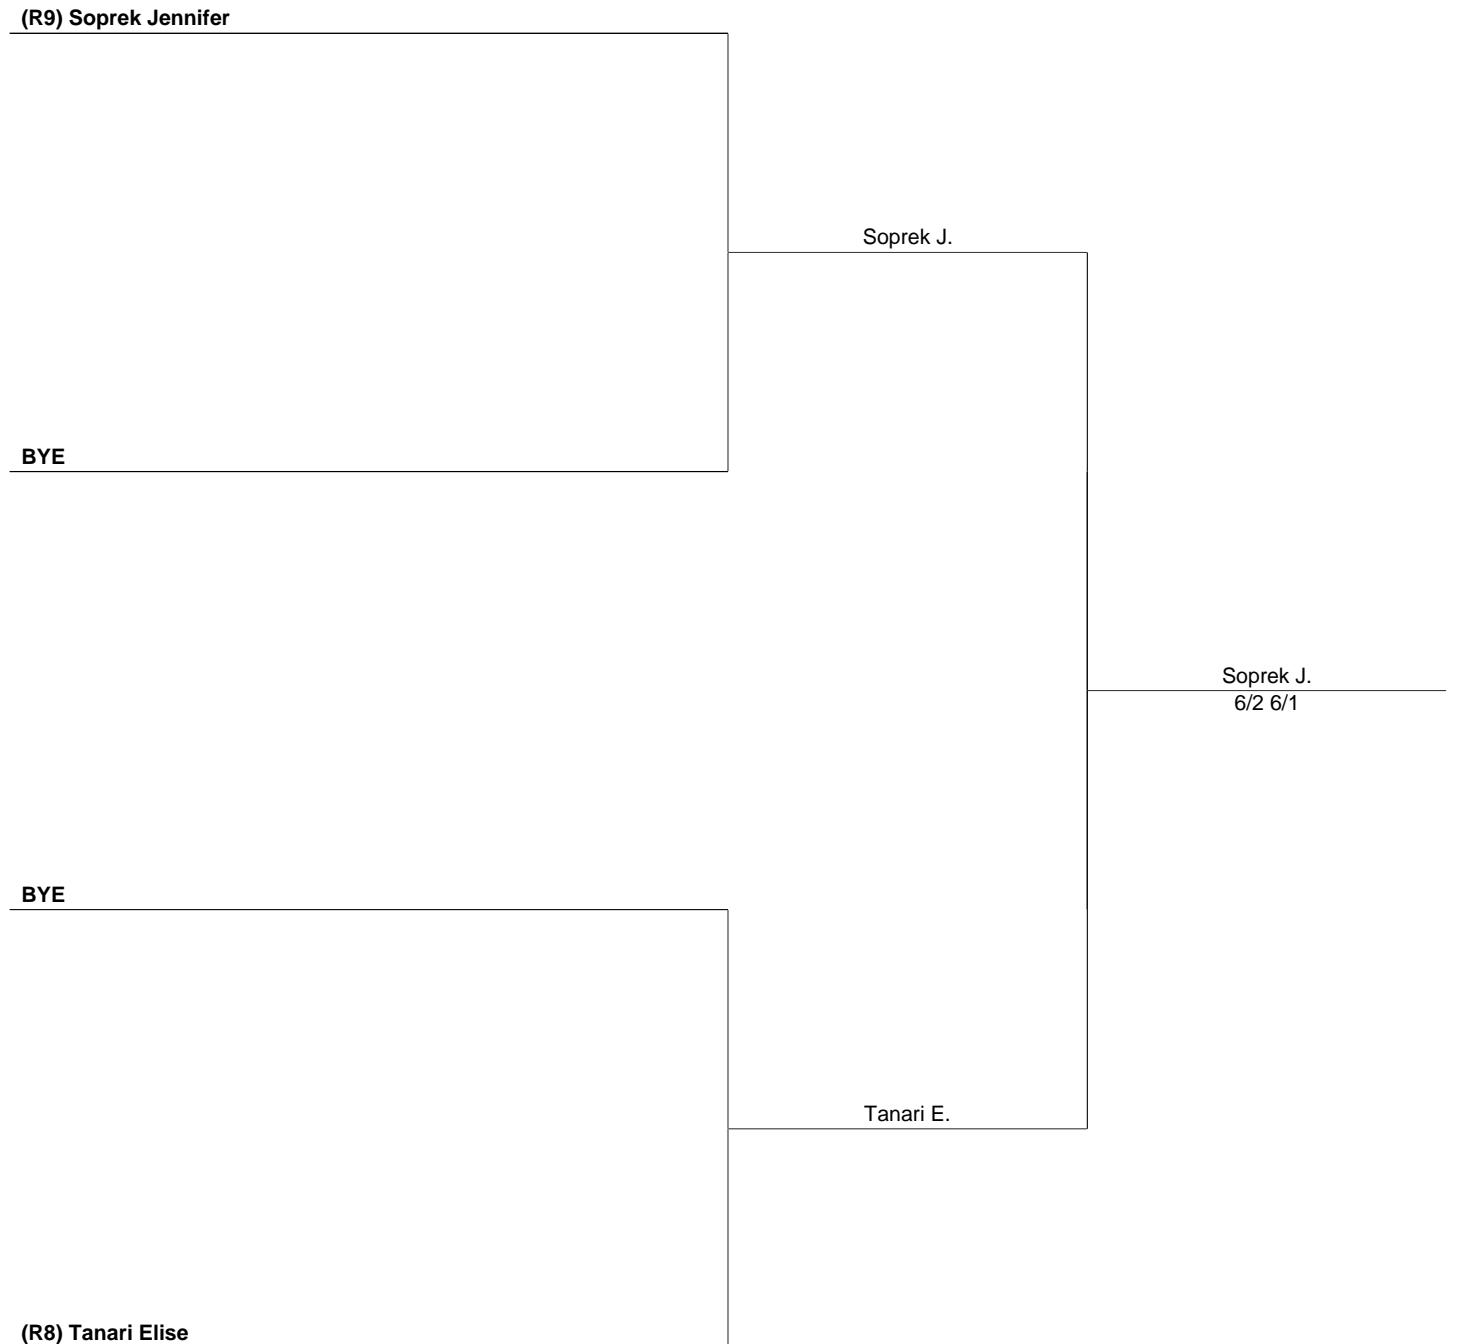 (R9) Soprek Jennifer
Soprek J.
BYE
Soprek J.
6/2 6/1
BYE
Tanari E.
(R8) Tanari Elise